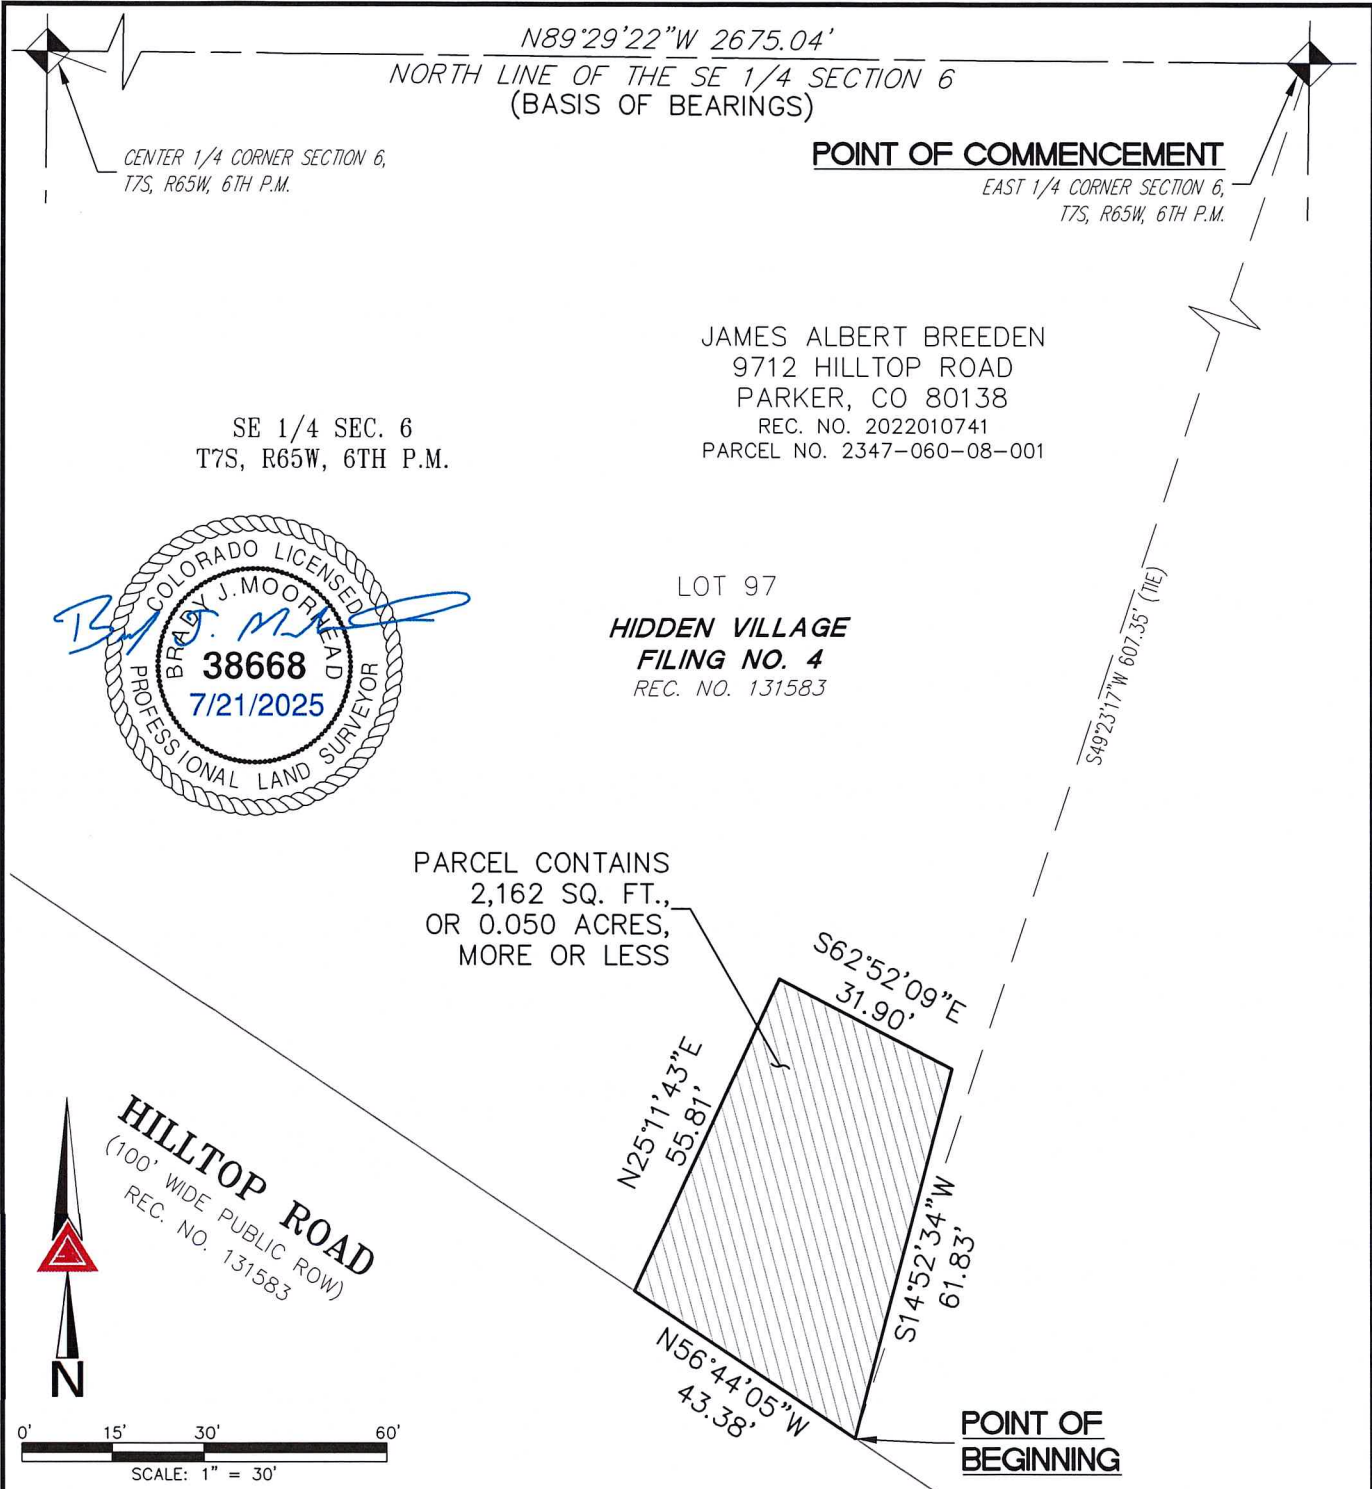 N89°29'22"W 2675.04'
NORTH LINE OF THE SE 1/4 SECTION 6
(BASIS OF BEARINGS)
CENTER 1/4 CORNER SECTION 6,
T7S, R65W, 6TH P.M.
POINT OF COMMENCEMENT
EAST 1/4 CORNER SECTION 6,
T7S, R65W, 6TH P.M.
JAMES ALBERT BREEDEN
9712 HILLTOP ROAD
PARKER, CO 80138
REC. NO. 2022010741
PARCEL NO. 2347-060-08-001
SE 1/4 SEC. 6
T7S, R65W, 6TH P.M.
COLORADO LICENSED
BRADY J. MOORHEAD
38668
7/21/2025
PROFESSIONAL LAND SURVEYOR
LOT 97
HIDDEN VILLAGE
FILING NO. 4
REC. NO. 131583
S49°23'17"W 607.35' (TIE)
PARCEL CONTAINS
2,162 SQ. FT.,
OR 0.050 ACRES,
MORE OR LESS
S62°52'09"E
31.90'
N25°11'43"E
55.81'
S14°52'34"W
61.83'
N56°44'05"W
43.38'
HILLTOP ROAD
(100' WIDE PUBLIC ROW)
REC. NO. 131583
N
0' 15' 30' 60'
SCALE: 1" = 30'
POINT OF
BEGINNING